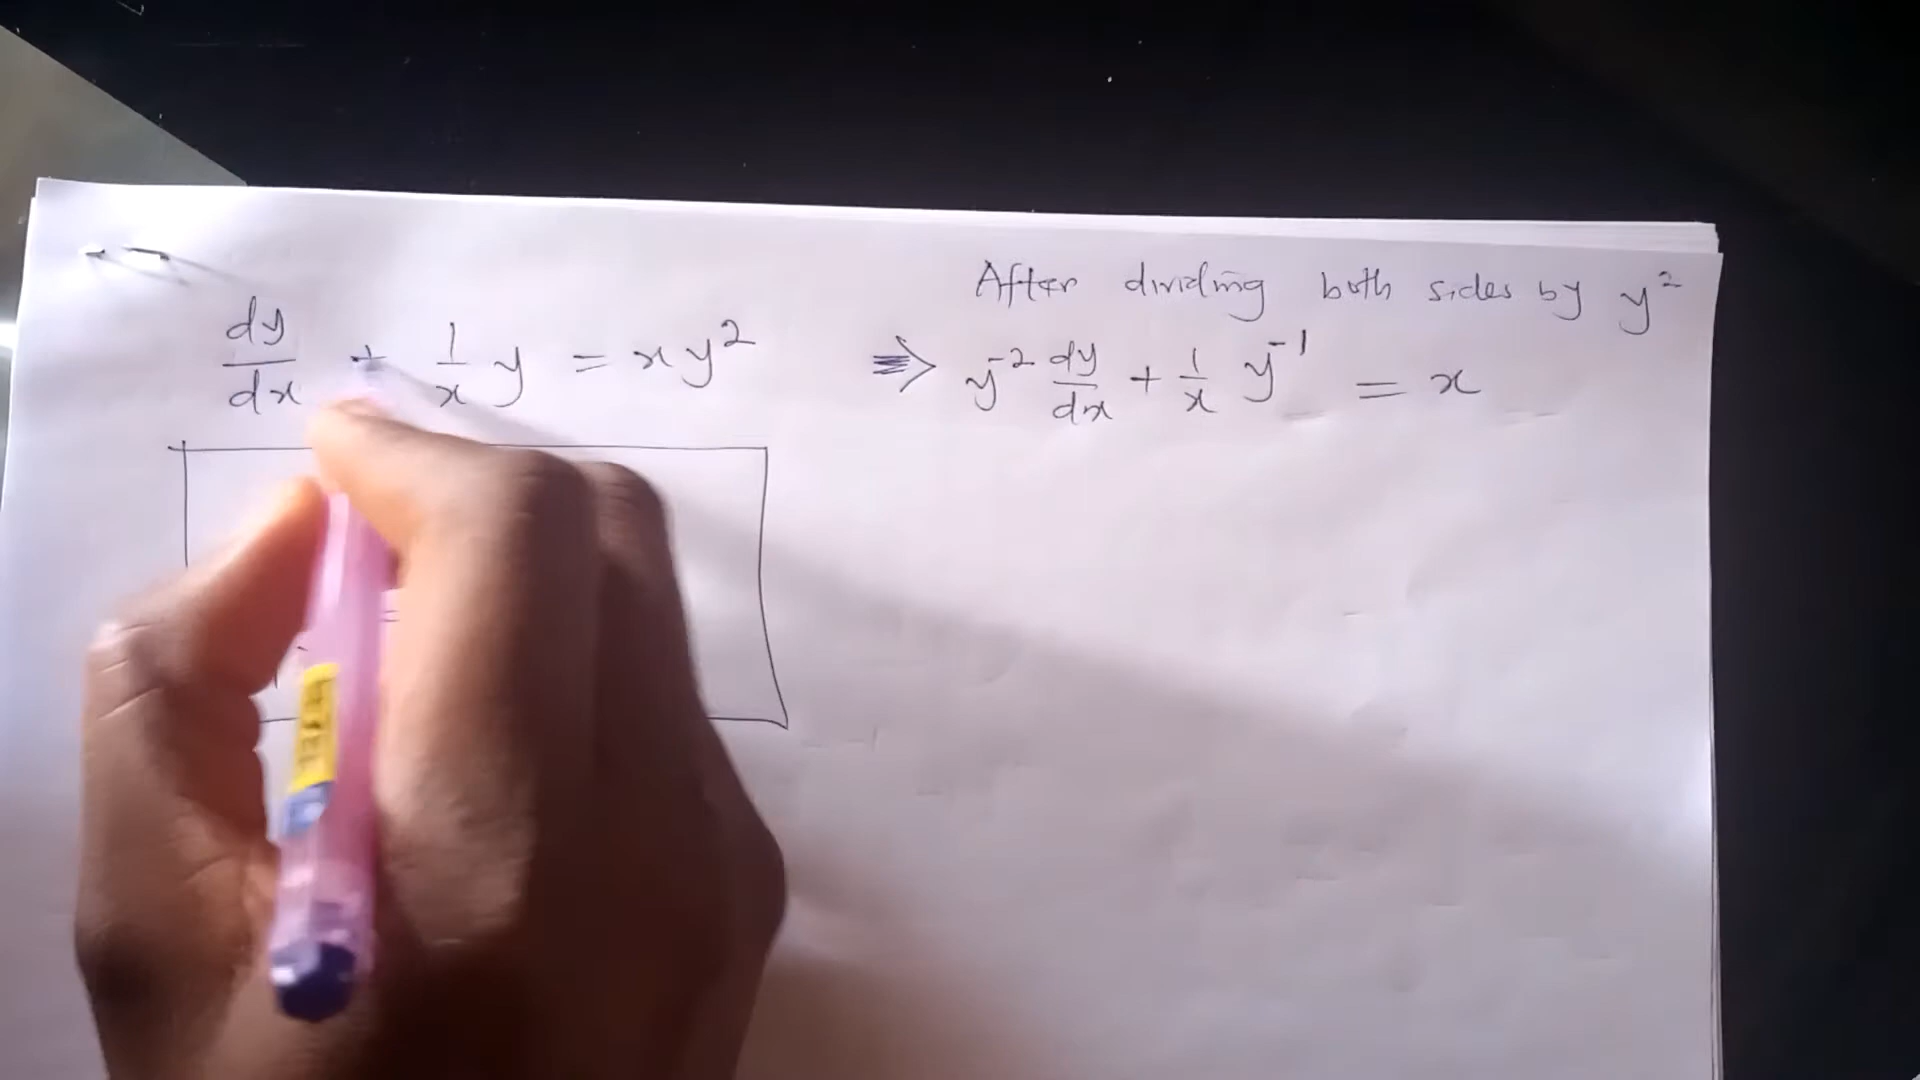 dy/dx + 1/x y = xy²
After dividing both sides by y²
⇒ y⁻² dy/dx + 1/x y⁻¹ = x